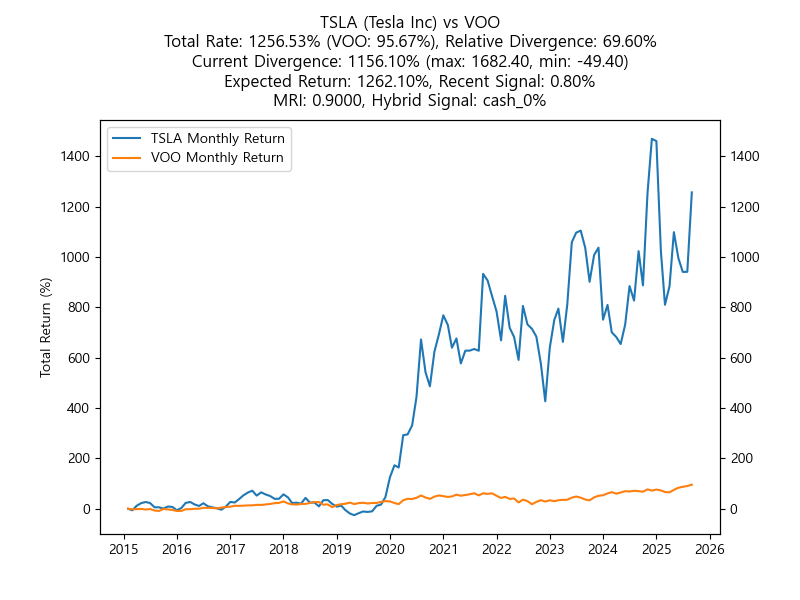 TSLA (Tesla Inc) vs VOO
Total Rate: 1256.53% (VOO: 95.67%), Relative Divergence: 69.60%
Current Divergence: 1156.10% (max: 1682.40, min: -49.40)
Expected Return: 1262.10%, Recent Signal: 0.80%
MRI: 0.9000, Hybrid Signal: cash_0%
TSLA Monthly Return
VOO Monthly Return
Total Return (%)
1400
1200
1000
800
600
400
200
0
1400
1200
1000
800
600
400
200
0
2015 2016 2017 2018 2019 2020 2021 2022 2023 2024 2025 2026